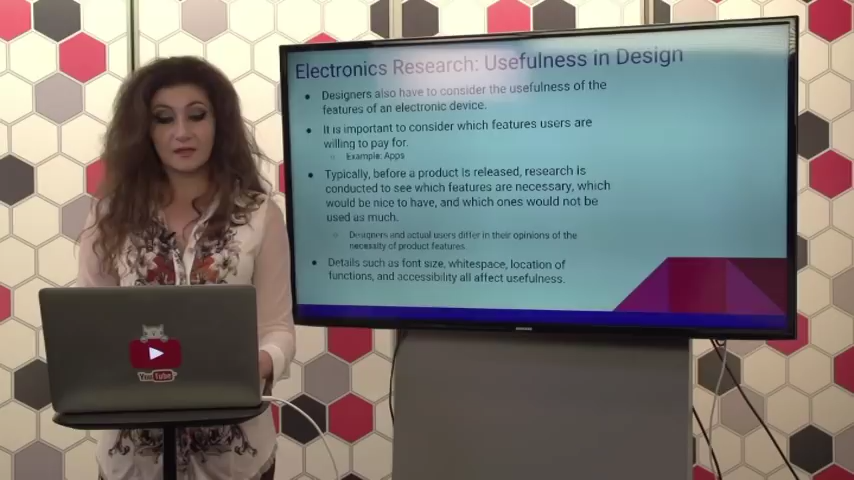 Electronics Research: Usefulness in Design
Designers also have to consider the usefulness of the
features of an electronic device.
It is important to consider which features users are
willing to pay for.
Example: Apps
Typically, before a product is released, research is
conducted to see which features are necessary, which
would be nice to have, and which ones would not be
used as much.
Designers and actual users differ in their opinions of the
necessity of product features.
Details such as font size, whitespace, location of
functions, and accessibility all affect usefulness.
YouTube